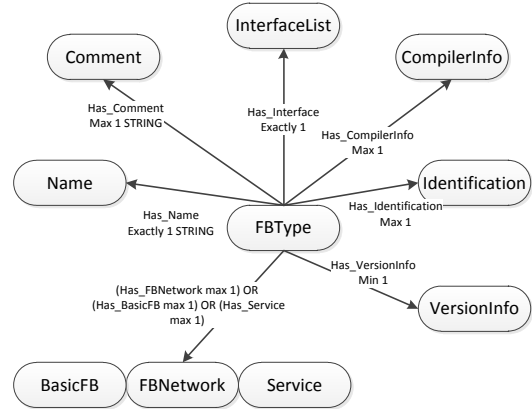 InterfaceList
Comment
CompilerInfo
Has_Comment
Max 1 STRING
Has_Interface
Exactly 1
Has_CompilerInfo
Max 1
Name
Identification
Has_Name
Exactly 1 STRING
FBType
Has_Identification
Max 1
Has_VersionInfo
Min 1
(Has_FBNetwork max 1) OR
(Has_BasicFB max 1) OR (Has_Service
max 1)
VersionInfo
BasicFB
FBNetwork
Service